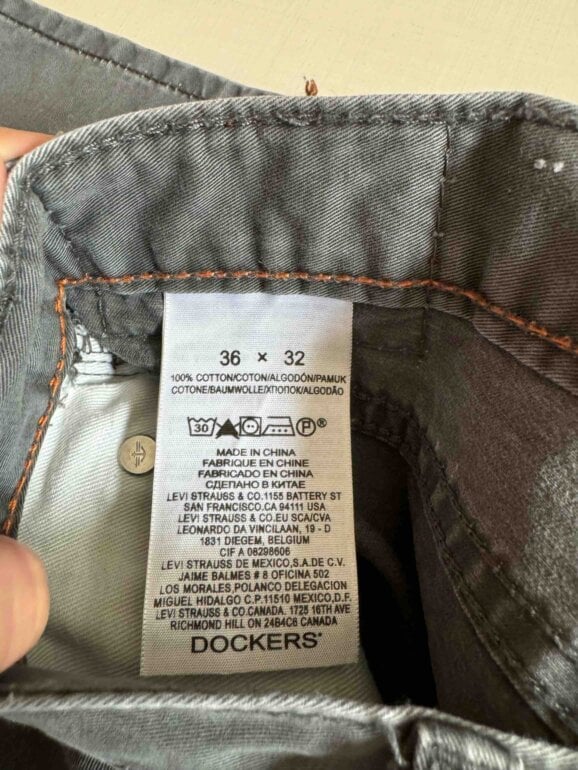 36 × 32
100% COTTON/COTON/ALGODÓN/PAMUK
COTONE/BAUMWOLLE/ХЛОПОК/ALGODÃO
30 P®
MADE IN CHINA
FABRIQUE EN CHINE
FABRICADO EN CHINA
СДЕЛАНО В КИТАЕ
LEVI STRAUSS & CO.1155 BATTERY ST
SAN FRANCISCO.CA 94111 USA
LEVI STRAUSS & CO.EU SCA/CVA
LEONARDO DA VINCILAAN, 19 - D
1831 DIEGEM, BELGIUM
CIF A 08298606
LEVI STRAUSS DE MEXICO,S.A.DE C.V.
JAIME BALMES # 8 OFICINA 502
LOS MORALES,POLANCO DELEGACION
MIGUEL HIDALGO C.P.11510 MEXICO,D.F.
LEVI STRAUSS & CO.CANADA. 1725 16TH AVE
RICHMOND HILL ON 24B4C6 CANADA
DOCKERS®